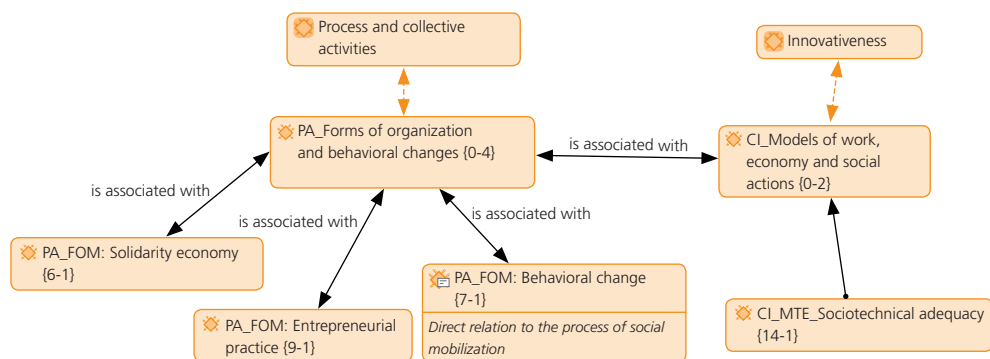 Process and collective
activities
Innovativeness
PA_Forms of organization
and behavioral changes {0-4}
is associated with
CI_Models of work,
economy and social
actions {0-2}
is associated with
is associated with
is associated with
PA_FOM: Solidarity economy
{6-1}
PA_FOM: Behavioral change
{7-1}
Direct relation to the process of social
mobilization
PA_FOM: Entrepreneurial
practice {9-1}
CI_MTE_Sociotechnical adequacy
{14-1}